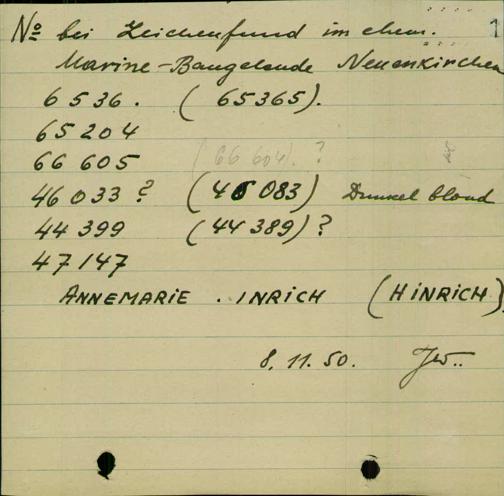 1
No bei Leichenfund im ehem.
Marine-Baugelände Neuenkirchen
6536. (65365).
65204
66605 (66604). ?
46033 ? (46083) Dunkel blond
44399 (44389) ?
47147
ANNEMARIE . INRICH (HINRICH)
8.11.50.